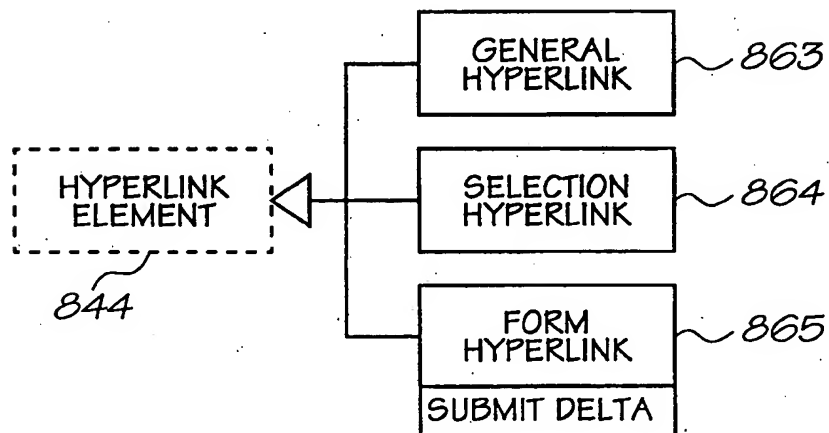 GENERAL
HYPERLINK
863
HYPERLINK
ELEMENT
844
SELECTION
HYPERLINK
864
FORM
HYPERLINK
865
SUBMIT DELTA